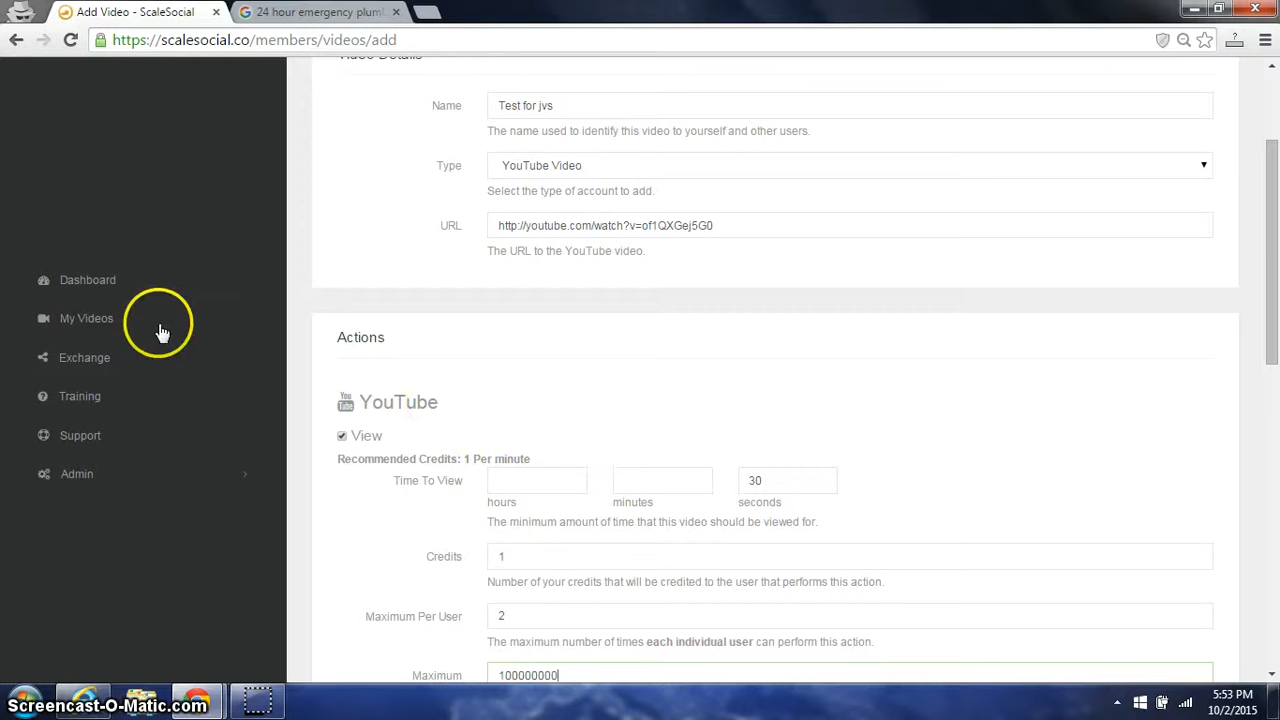 Add Video - ScaleSocial
24 hour emergency plum
https://scalesocial.co/members/videos/add
Video Details
Name
Test for jvs
The name used to identify this video to yourself and other users.
Type
YouTube Video
Select the type of account to add.
URL
http://youtube.com/watch?v=of1QXGej5G0
The URL to the YouTube video.
Dashboard
My Videos
Exchange
Training
Support
Admin
Actions
You
Tube
YouTube
View
Recommended Credits: 1 Per minute
Time To View
30
hours
minutes
seconds
The minimum amount of time that this video should be viewed for.
Credits
1
Number of your credits that will be credited to the user that performs this action.
Maximum Per User
2
The maximum number of times each individual user can perform this action.
Maximum
100000000
Screencast-O-Matic.com
5:53 PM
10/2/2015